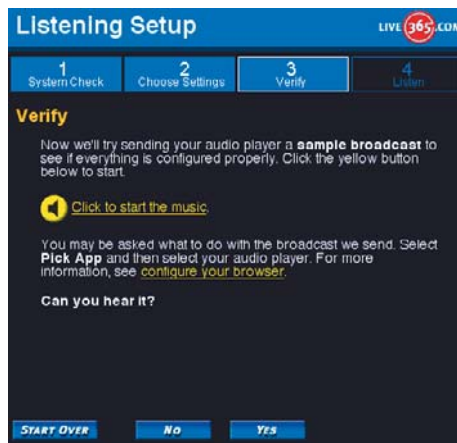 Listening Setup
LIVE 365.COM
1
System Check
2
Choose Settings
3
Verify
4
Listen
Verify
Now we'll try sending your audio player a sample broadcast to
see if everything is configured properly. Click the yellow button
below to start.
Click to start the music.
You may be asked what to do with the broadcast we send. Select
Pick App and then select your audio player. For more
information, see configure your browser.
Can you hear it?
START OVER
NO
YES